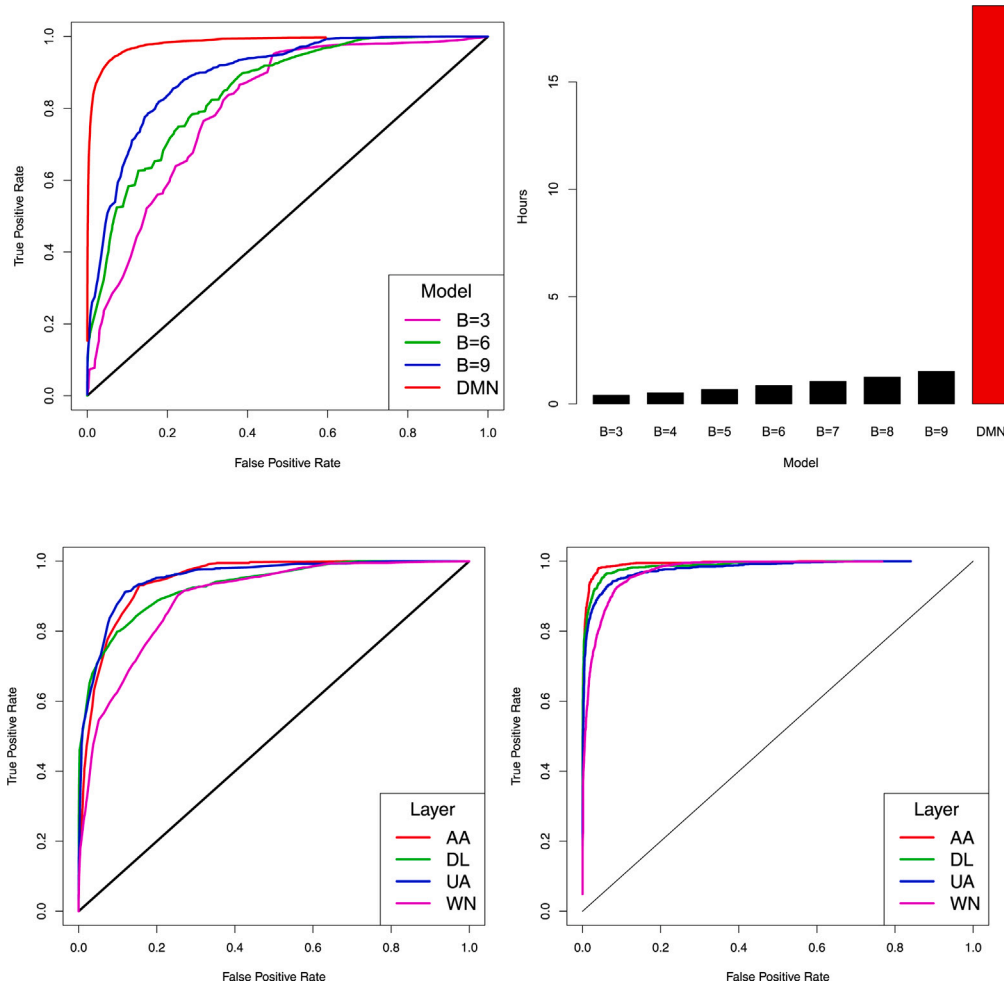 1.0
0.8
0.6
0.4
0.2
0.0
True Positive Rate
0.0 0.2 0.4 0.6 0.8 1.0
False Positive Rate
Model
B=3
B=6
B=9
DMN
15
10
5
0
Hours
B=3 B=4 B=5 B=6 B=7 B=8 B=9 DMN
Model
1.0
0.8
0.6
0.4
0.2
0.0
True Positive Rate
0.0 0.2 0.4 0.6 0.8 1.0
False Positive Rate
Layer
AA
DL
UA
WN
1.0
0.8
0.6
0.4
0.2
0.0
True Positive Rate
0.0 0.2 0.4 0.6 0.8 1.0
False Positive Rate
Layer
AA
DL
UA
WN